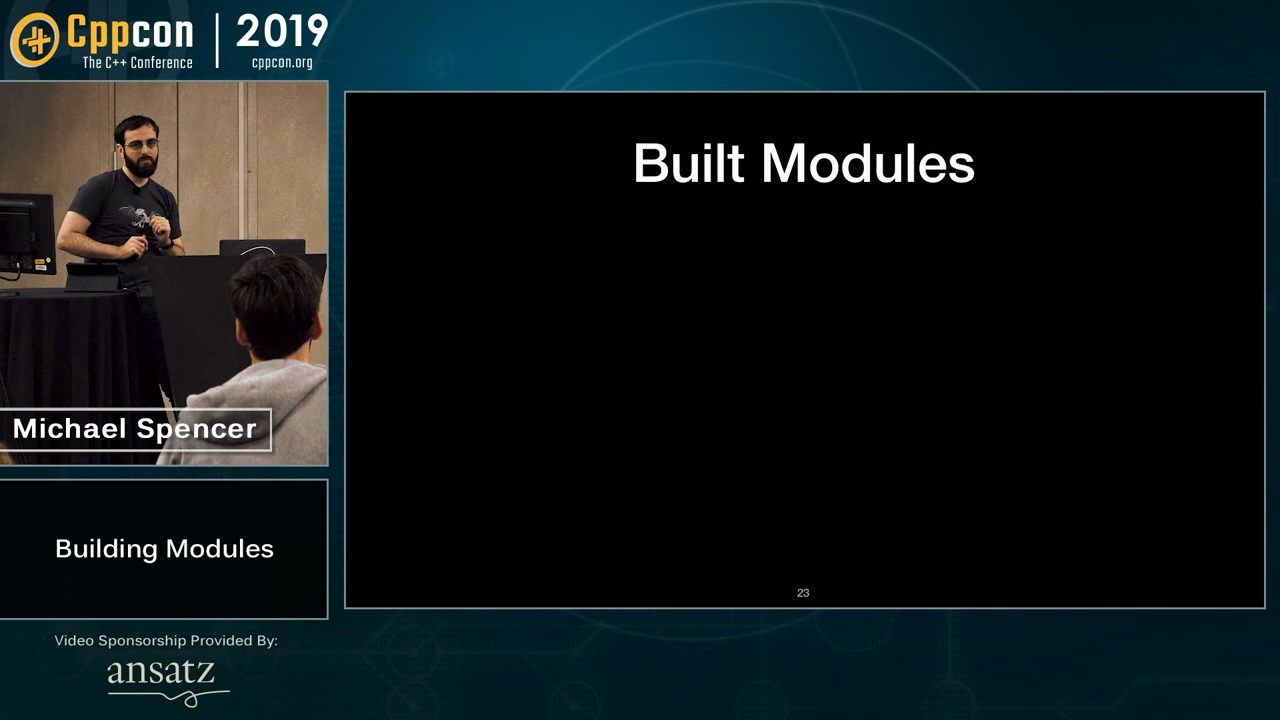 Cppcon
The C++ Conference
2019
cppcon.org
Built Modules
23
Michael Spencer
Building Modules
Video Sponsorship Provided By:
ansatz